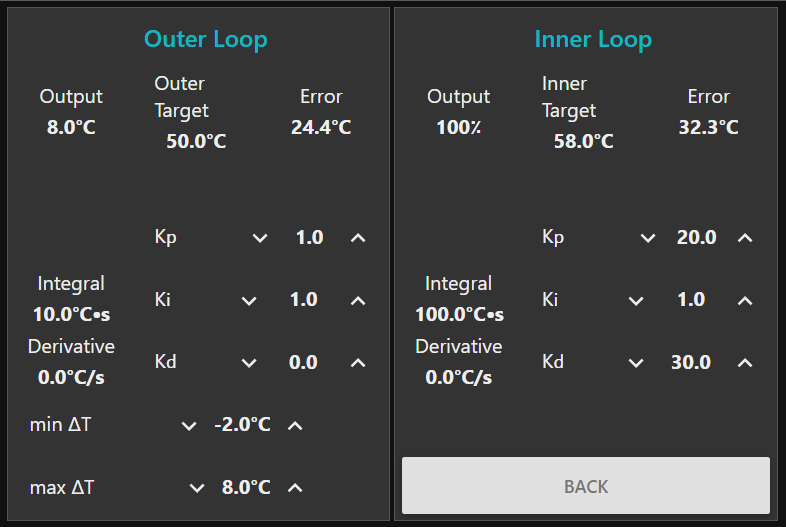 Outer Loop
Output
8.0°C
Outer
Target
50.0°C
Error
24.4°C
Kp
1.0
Integral
10.0°C•s
Ki
1.0
Derivative
0.0°C/s
Kd
0.0
min ΔT
-2.0°C
max ΔT
8.0°C
Inner Loop
Output
100%
Inner
Target
58.0°C
Error
32.3°C
Kp
20.0
Integral
100.0°C•s
Ki
1.0
Derivative
0.0°C/s
Kd
30.0
BACK